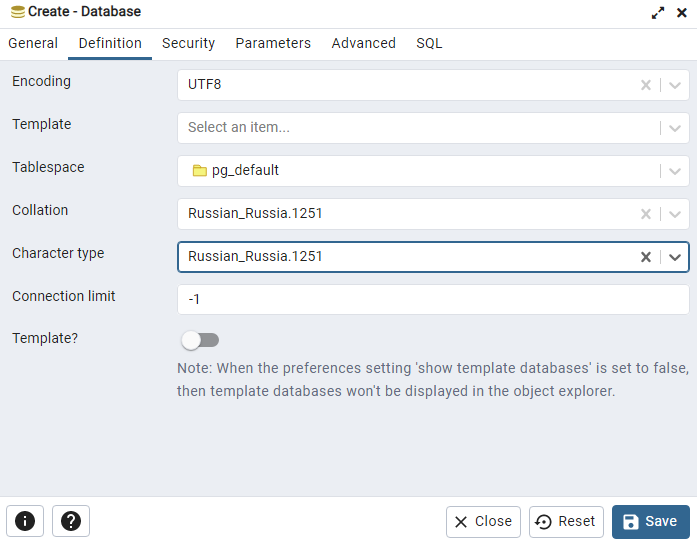 Create - Database
General Definition Security Parameters Advanced SQL
Encoding UTF8
Template Select an item...
Tablespace pg_default
Collation Russian_Russia.1251
Character type Russian_Russia.1251
Connection limit -1
Template?
Note: When the preferences setting 'show template databases' is set to false,
then template databases won't be displayed in the object explorer.
Close Reset Save